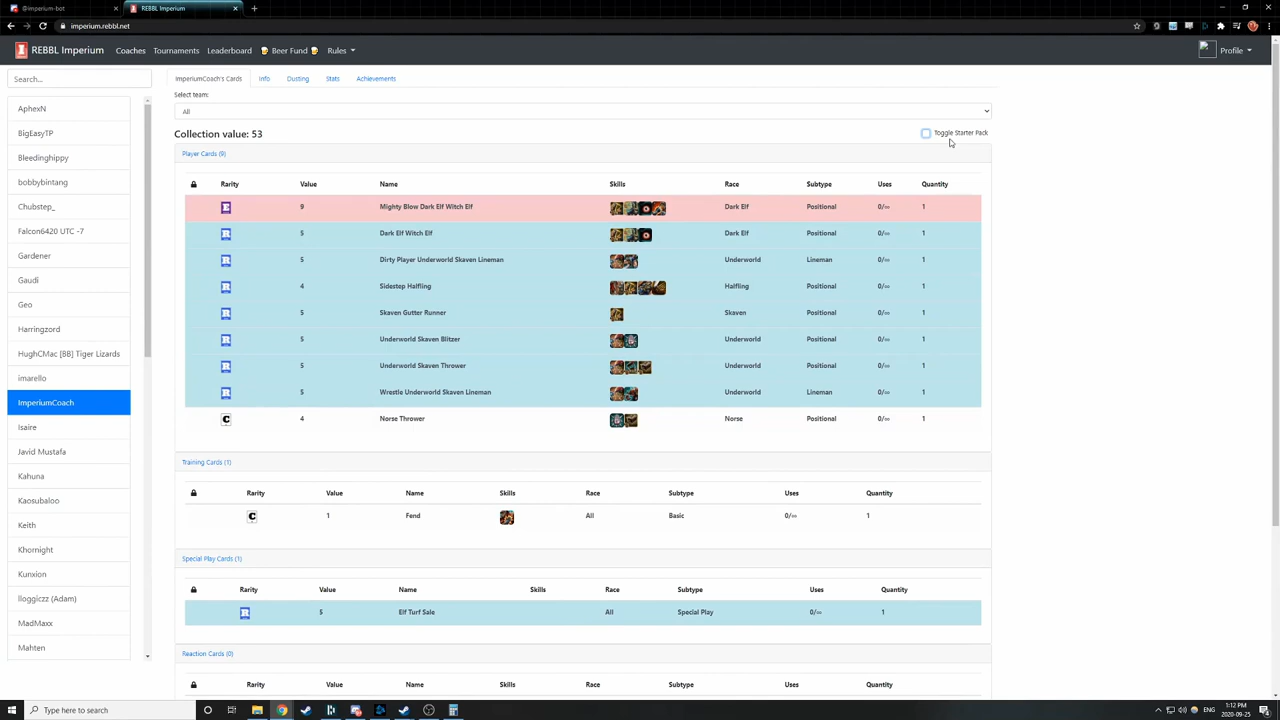 @imperium-bot
REBBL Imperium
imperium.rebbl.net
REBBL Imperium Coaches Tournaments Leaderboard Beer Fund Rules Profile
Search...
ImperiumCoach's Cards Info Dusting Stats Achievements
Select team:
All
Collection value: 53
Toggle Starter Pack
AphexN
BigEasyTP
Bleedinghippy
bobbybintang
Chubstep_
Falcon6420 UTC -7
Gardener
Gaudi
Geo
Harringzord
HughCMac [BB] Tiger Lizards
imarello
ImperiumCoach
Isaire
Javid Mustafa
Kahuna
Kaosubaloo
Keith
Khornight
Kunxion
lloggiczz (Adam)
MadMaxx
Mahten
Player Cards (9)
Rarity Value Name Skills Race Subtype Uses Quantity
E 9 Mighty Blow Dark Elf Witch Elf Dark Elf Positional 0/∞ 1
R 5 Dark Elf Witch Elf Dark Elf Positional 0/∞ 1
R 5 Dirty Player Underworld Skaven Lineman Underworld Lineman 0/∞ 1
R 4 Sidestep Halfling Halfling Positional 0/∞ 1
R 5 Skaven Gutter Runner Skaven Positional 0/∞ 1
R 5 Underworld Skaven Blitzer Underworld Positional 0/∞ 1
R 5 Underworld Skaven Thrower Underworld Positional 0/∞ 1
R 5 Wrestle Underworld Skaven Lineman Underworld Lineman 0/∞ 1
C 4 Norse Thrower Norse Positional 0/∞ 1
Training Cards (1)
Rarity Value Name Skills Race Subtype Uses Quantity
C 1 Fend All Basic 0/∞ 1
Special Play Cards (1)
Rarity Value Name Skills Race Subtype Uses Quantity
R 5 Elf Turf Sale All Special Play 0/∞ 1
Reaction Cards (0)
Rarity Value Name Skills Race Subtype Uses Quantity
Type here to search
ENG
1:12 PM
2020-09-25